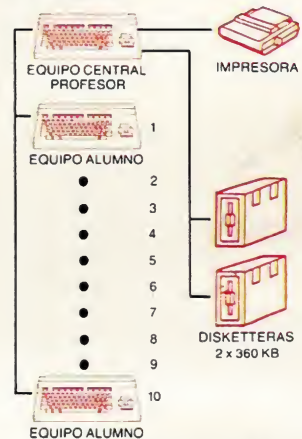 EQUIPO CENTRAL
PROFESOR
IMPRESORA
1
EQUIPO ALUMNO
2
3
4
5
6
7
8
9
DISKETTERAS
2 x 360 KB
10
EQUIPO ALUMNO